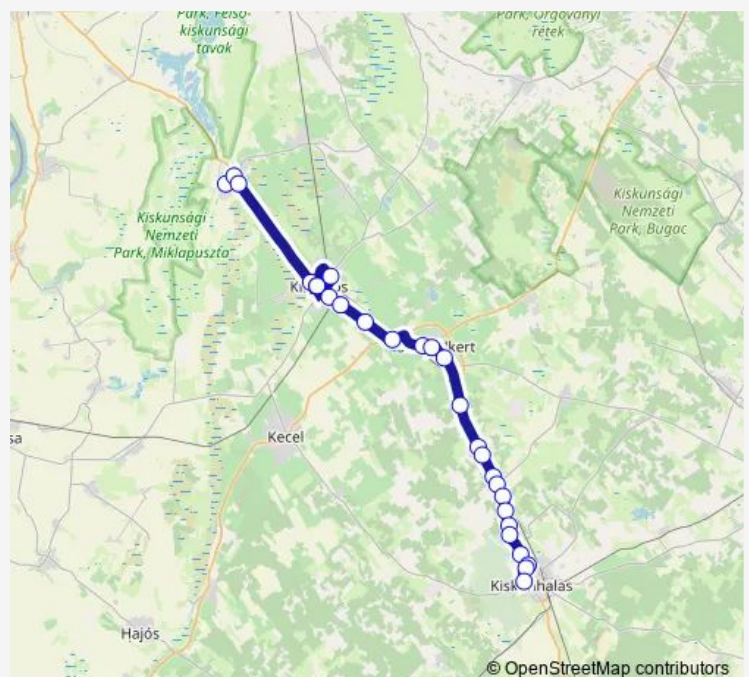 Park, Felső-
kiskunsági
tavak
Park, Orgoványi
rétek
Kiskunsági
Nemzeti
Park, Bugac
Kiskunsági
Nemzeti
Park, Miklapuszta
Kecel
Hajós
© OpenStreetMap contributors